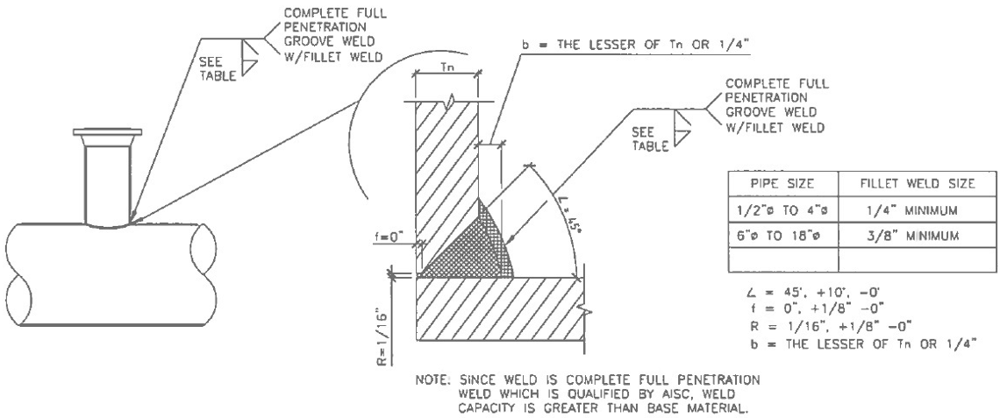 COMPLETE FULL
PENETRATION
GROOVE WELD
W/FILLET WELD
SEE
TABLE
b = THE LESSER OF Tn OR 1/4"
Tn
COMPLETE FULL
PENETRATION
GROOVE WELD
W/FILLET WELD
SEE
TABLE
∠ = 45°
f=0"
R=1/16"
PIPE SIZE FILLET WELD SIZE
1/2"ø TO 4"ø 1/4" MINIMUM
6"ø TO 18"ø 3/8" MINIMUM
∠ = 45', +10', -0'
f = 0", +1/8" -0"
R = 1/16", +1/8" -0"
b = THE LESSER OF Tn OR 1/4"
NOTE: SINCE WELD IS COMPLETE FULL PENETRATION
WELD WHICH IS QUALIFIED BY AISC, WELD
CAPACITY IS GREATER THAN BASE MATERIAL.